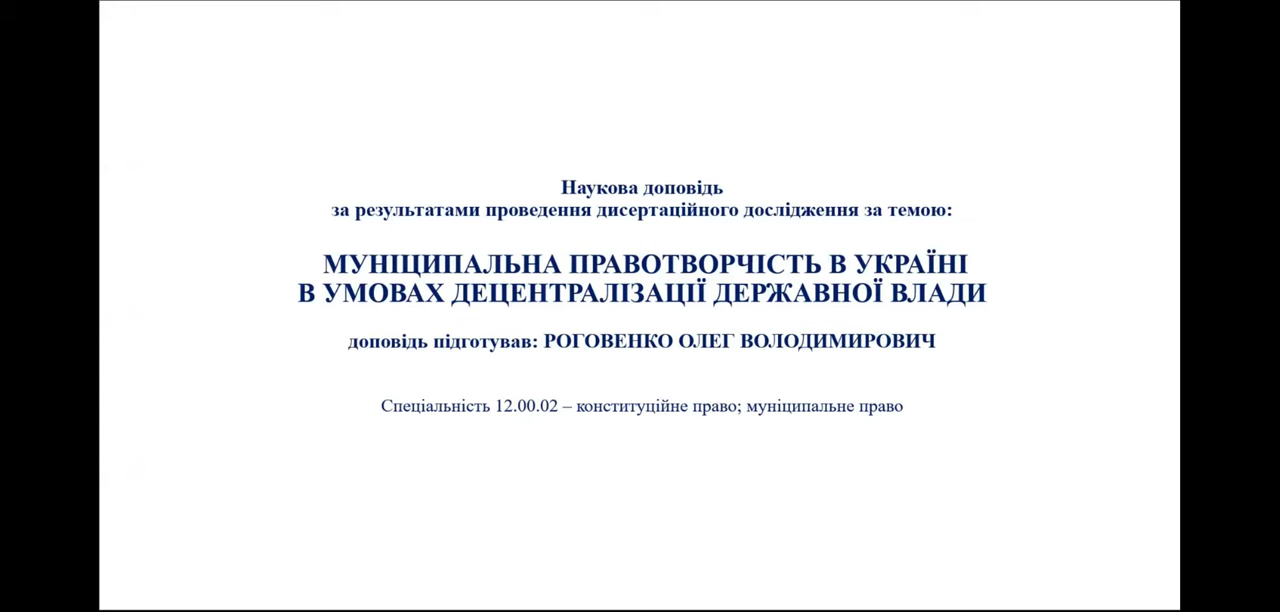 Наукова доповідь
за результатами проведення дисертаційного дослідження за темою:
МУНІЦИПАЛЬНА ПРАВОТВОРЧІСТЬ В УКРАЇНІ
В УМОВАХ ДЕЦЕНТРАЛІЗАЦІЇ ДЕРЖАВНОЇ ВЛАДИ
доповідь підготував: РОГОВЕНКО ОЛЕГ ВОЛОДИМИРОВИЧ
Спеціальність 12.00.02 – конституційне право; муніципальне право